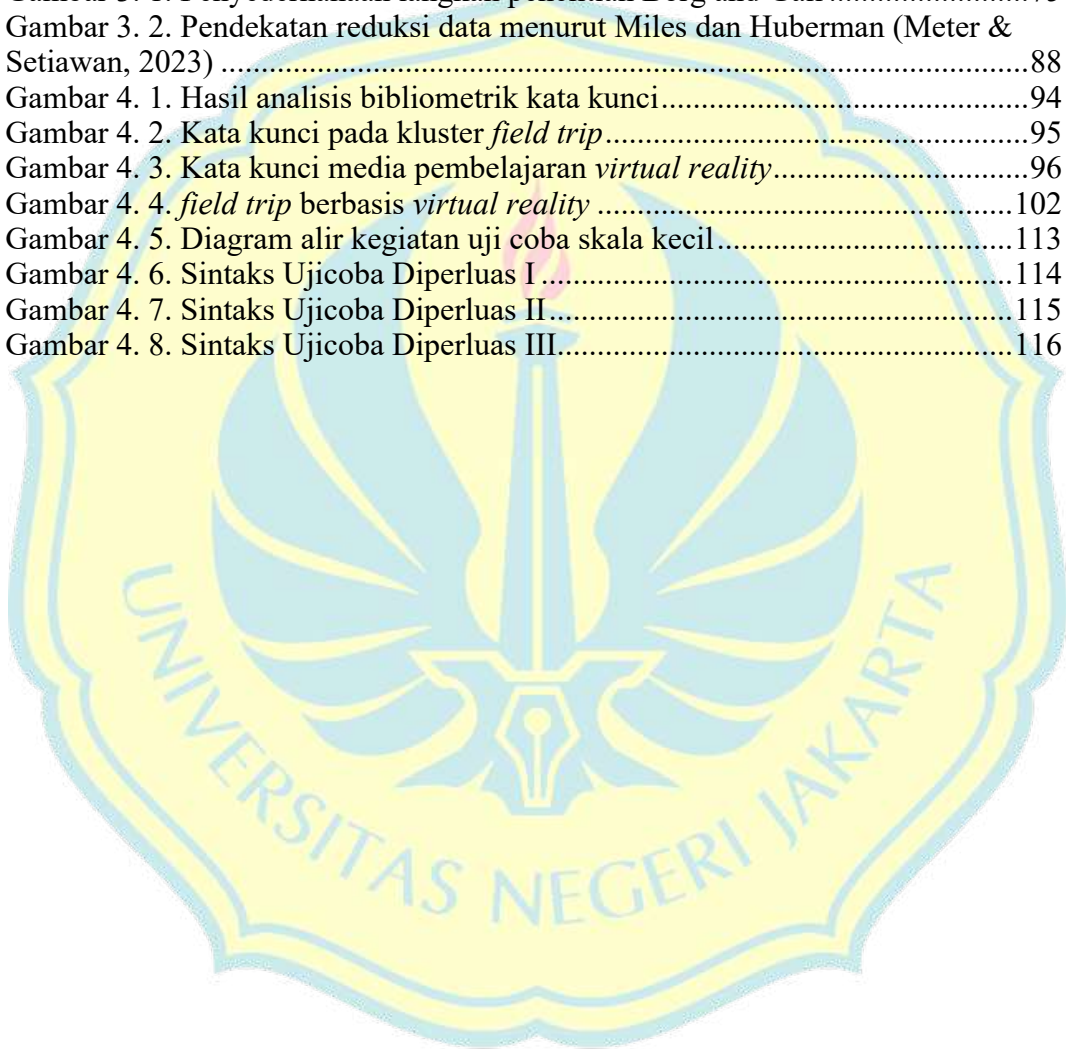 Gambar 3. 2. Pendekatan reduksi data menurut Miles dan Huberman (Meter &
Setiawan, 2023) ............................................................................................88
Gambar 4. 1. Hasil analisis bibliometrik kata kunci........................................94
Gambar 4. 2. Kata kunci pada kluster field trip..............................................95
Gambar 4. 3. Kata kunci media pembelajaran virtual reality...........................96
Gambar 4. 4. field trip berbasis virtual reality ..............................................102
Gambar 4. 5. Diagram alir kegiatan uji coba skala kecil.................................113
Gambar 4. 6. Sintaks Ujicoba Diperluas I.....................................................114
Gambar 4. 7. Sintaks Ujicoba Diperluas II....................................................115
Gambar 4. 8. Sintaks Ujicoba Diperluas III...................................................116
UNIVERSITAS NEGERI JAKARTA